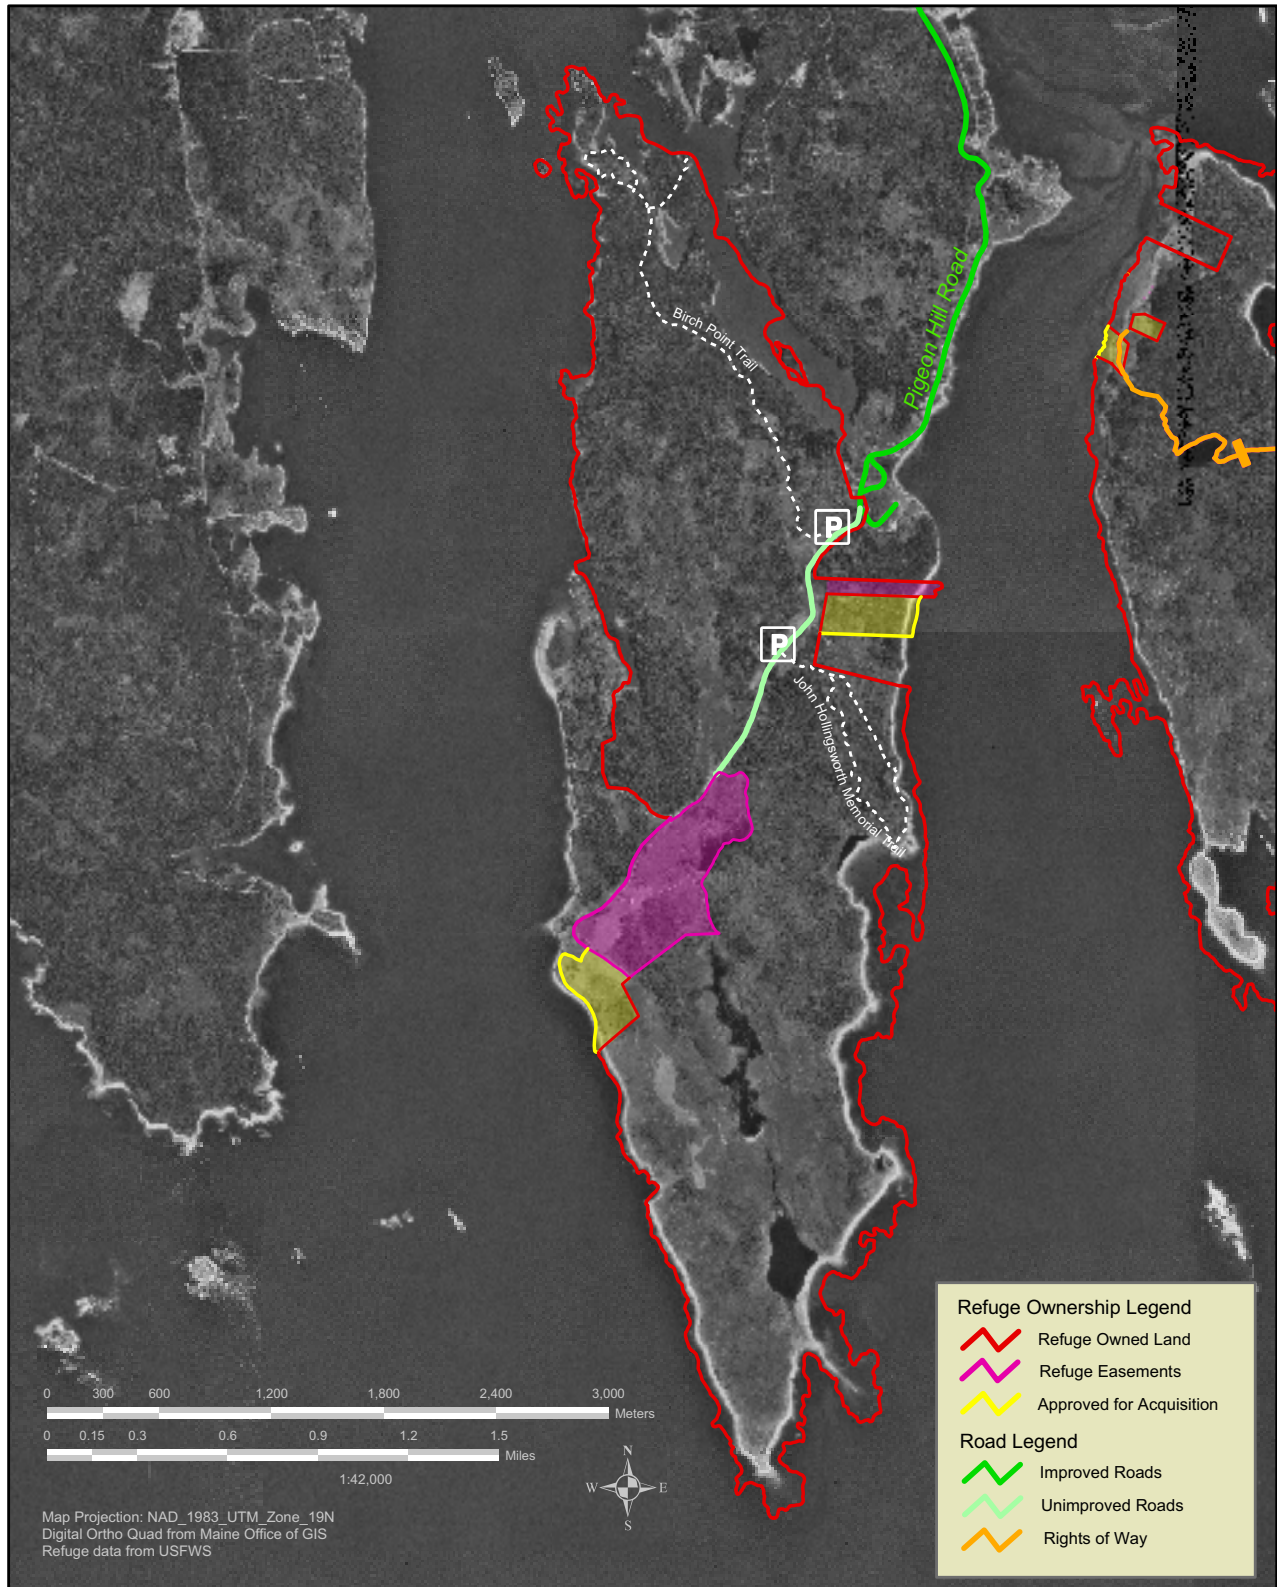 Pigeon Hill Road
Birch Point Trail
P
P
John Hollingsworth Memorial Trail
Refuge Ownership Legend
Refuge Owned Land
Refuge Easements
Approved for Acquisition
Road Legend
Improved Roads
Unimproved Roads
Rights of Way
0 300 600 1,200 1,800 2,400 3,000
Meters
0 0.15 0.3 0.6 0.9 1.2 1.5
Miles
1:42,000
N
W E
S
Map Projection: NAD_1983_UTM_Zone_19N
Digital Ortho Quad from Maine Office of GIS
Refuge data from USFWS